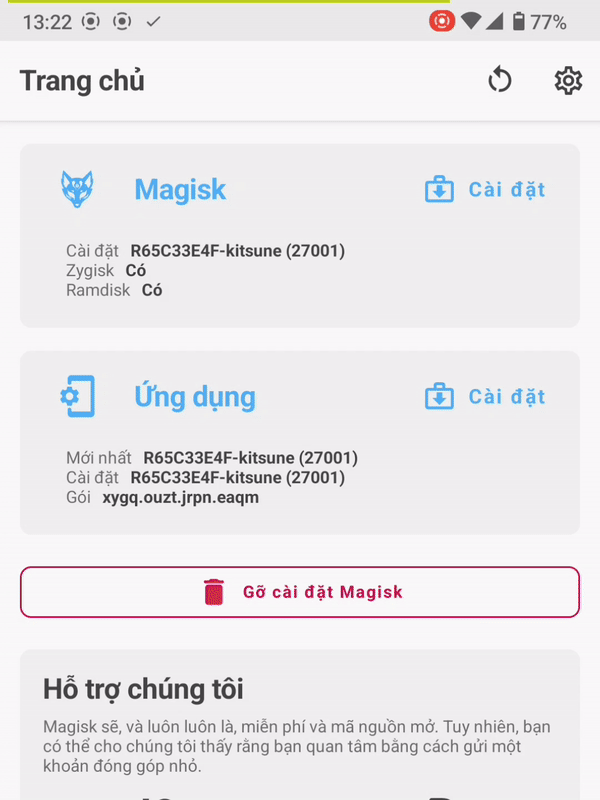 13:22 77%
Trang chủ
Magisk Cài đặt
Cài đặt R65C33E4F-kitsune (27001)
Zygisk Có
Ramdisk Có
Ứng dụng Cài đặt
Mới nhất R65C33E4F-kitsune (27001)
Cài đặt R65C33E4F-kitsune (27001)
Gói xygq.ouzt.jrpn.eaqm
Gỡ cài đặt Magisk
Hỗ trợ chúng tôi
Magisk sẽ, và luôn luôn là, miễn phí và mã nguồn mở. Tuy nhiên, bạn
có thể cho chúng tôi thấy rằng bạn quan tâm bằng cách gửi một
khoản đóng góp nhỏ.